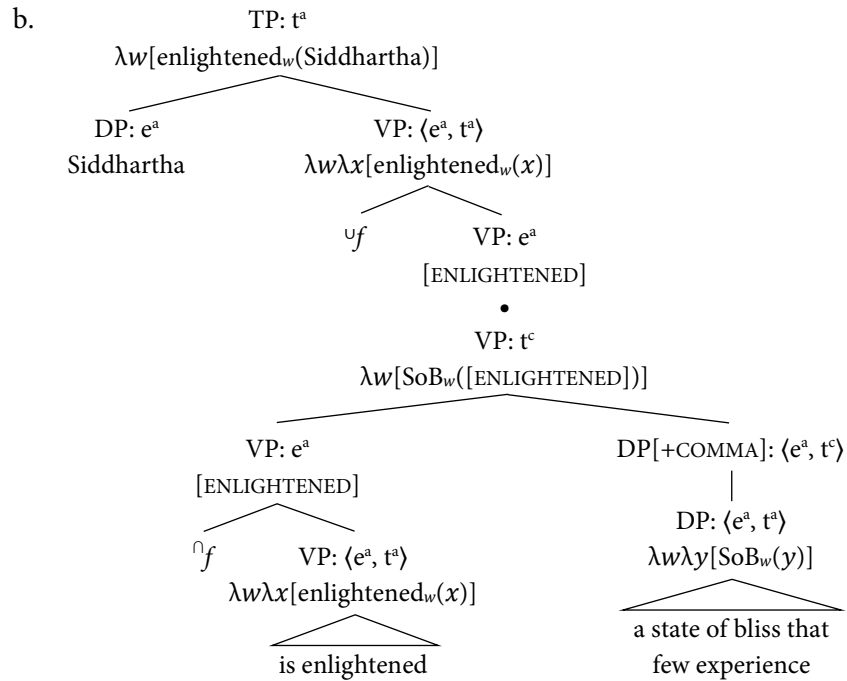 b.
TP: tᵃ
λw[enlightened_w(Siddhartha)]
DP: eᵃ VP: ⟨eᵃ, tᵃ⟩
Siddhartha λwλx[enlightened_w(x)]
∪f VP: eᵃ
[ENLIGHTENED]
•
VP: tᶜ
λw[SoB_w([ENLIGHTENED])]
VP: eᵃ DP[+COMMA]: ⟨eᵃ, tᶜ⟩
[ENLIGHTENED]
∩f VP: ⟨eᵃ, tᵃ⟩ DP: ⟨eᵃ, tᵃ⟩
λwλx[enlightened_w(x)] λwλy[SoB_w(y)]
is enlightened a state of bliss that
few experience